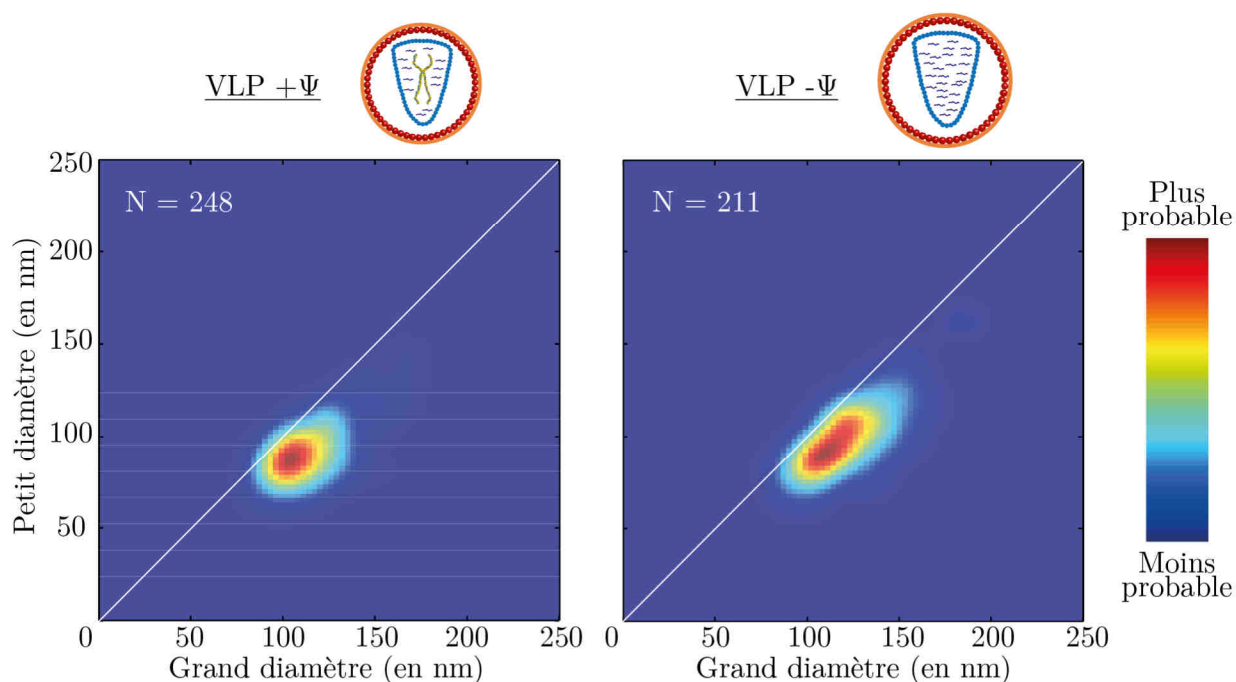 VLP +Ψ
VLP -Ψ
N = 248
N = 211
Petit diamètre (en nm)
250
200
150
100
50
0
50
100
150
200
250
Grand diamètre (en nm)
0
50
100
150
200
250
Grand diamètre (en nm)
Plus
probable
Moins
probable